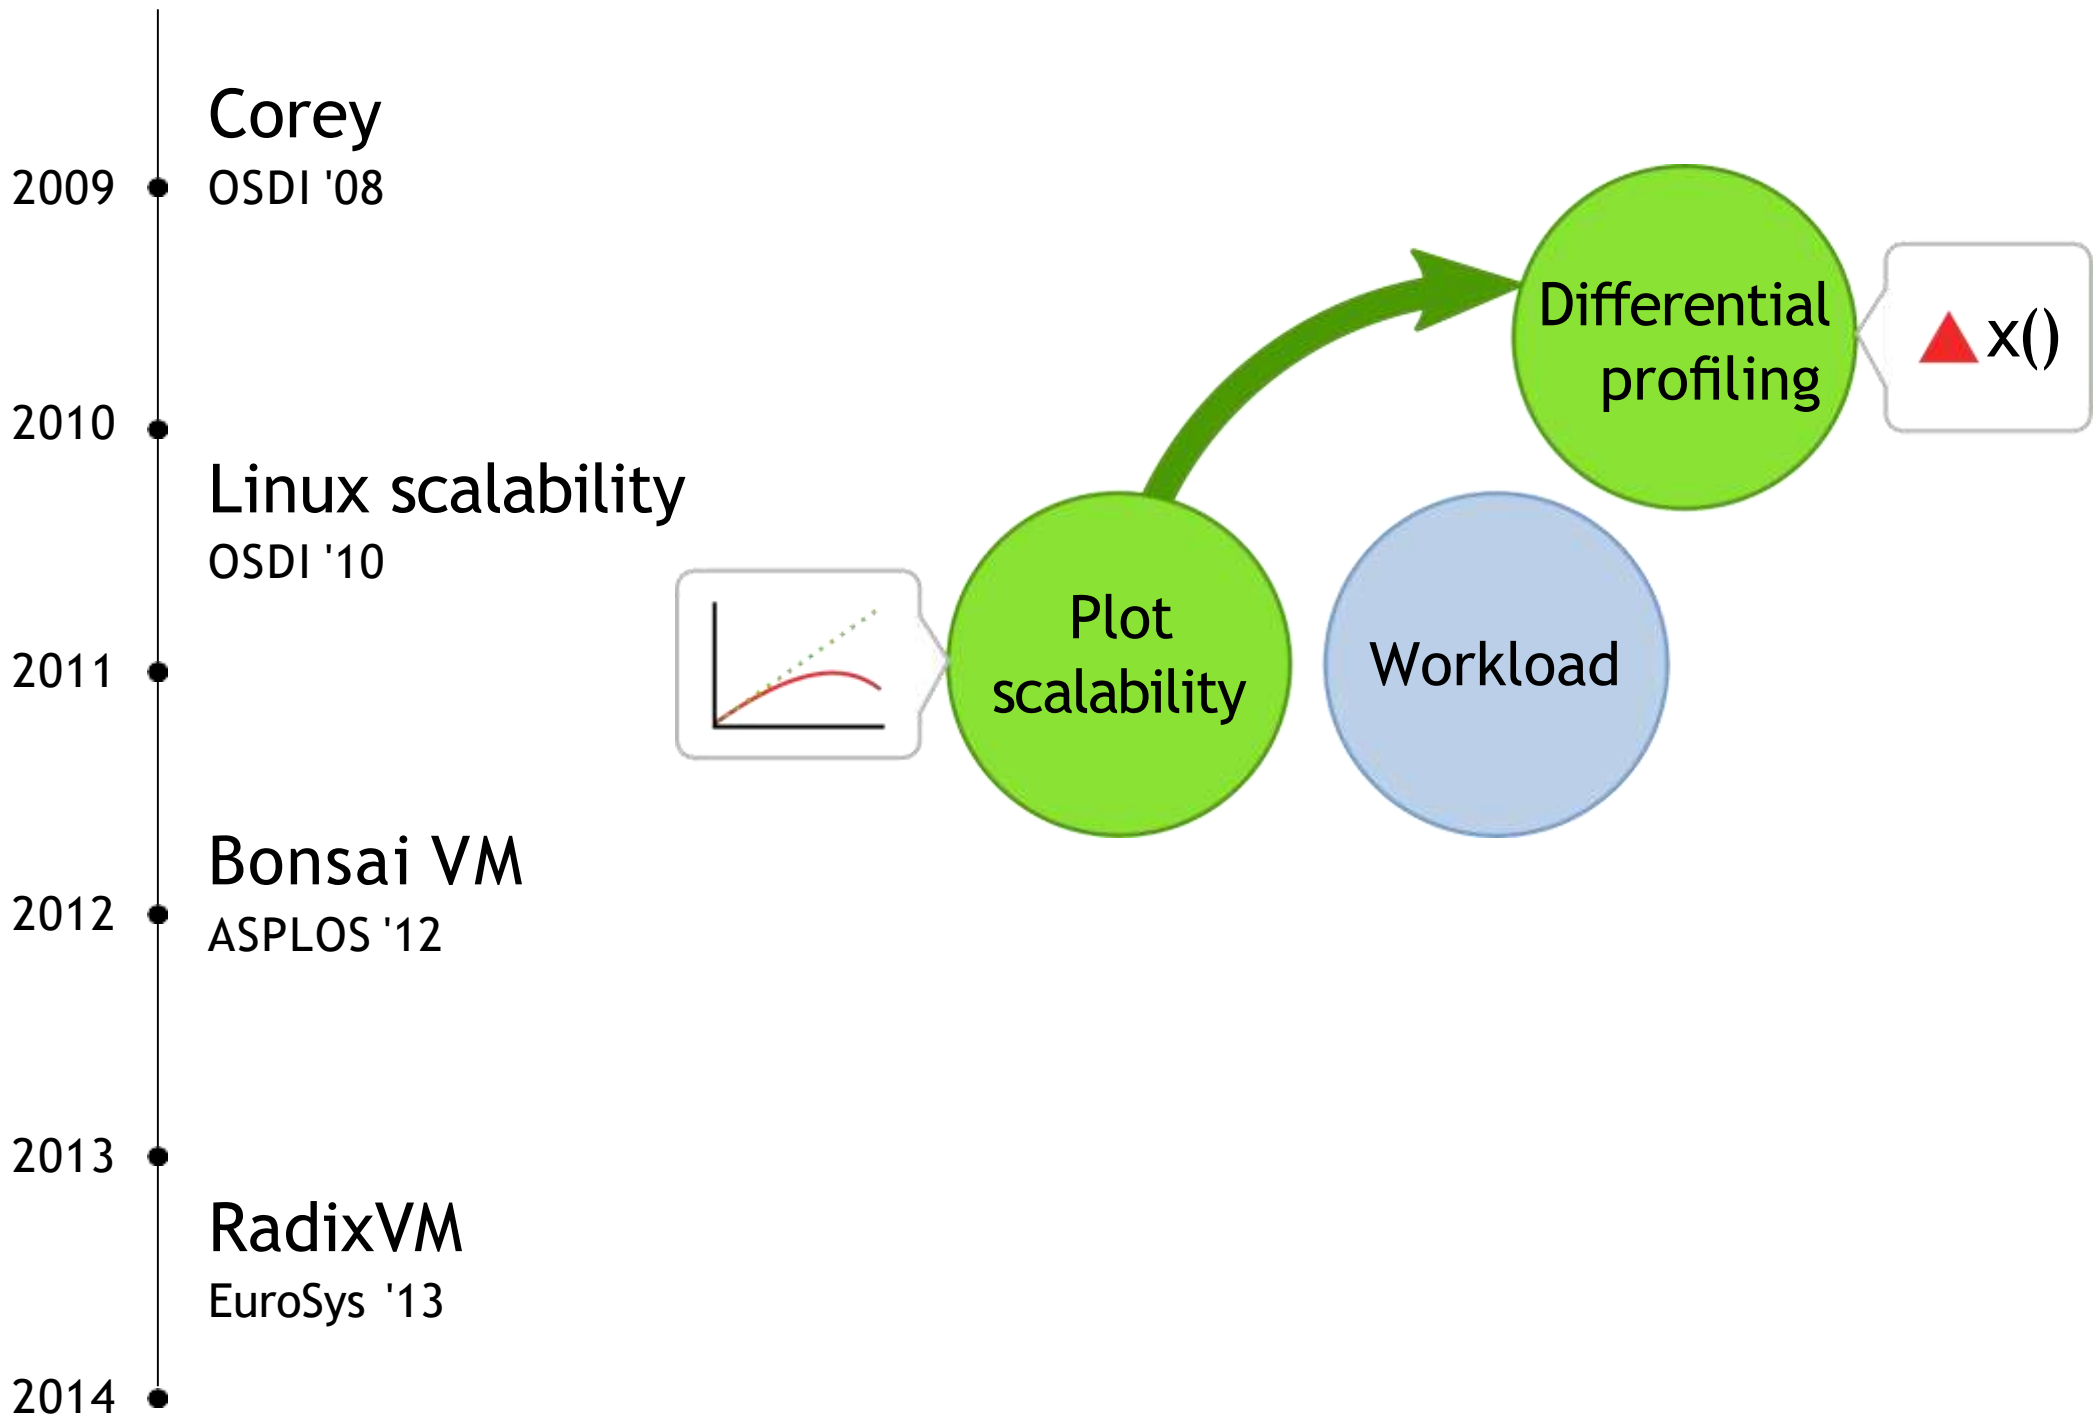 Corey
2009
OSDI '08
2010
Linux scalability
OSDI '10
2011
Bonsai VM
2012
ASPLOS '12
2013
RadixVM
EuroSys '13
2014
Differential
profiling
x()
Plot
scalability
Workload